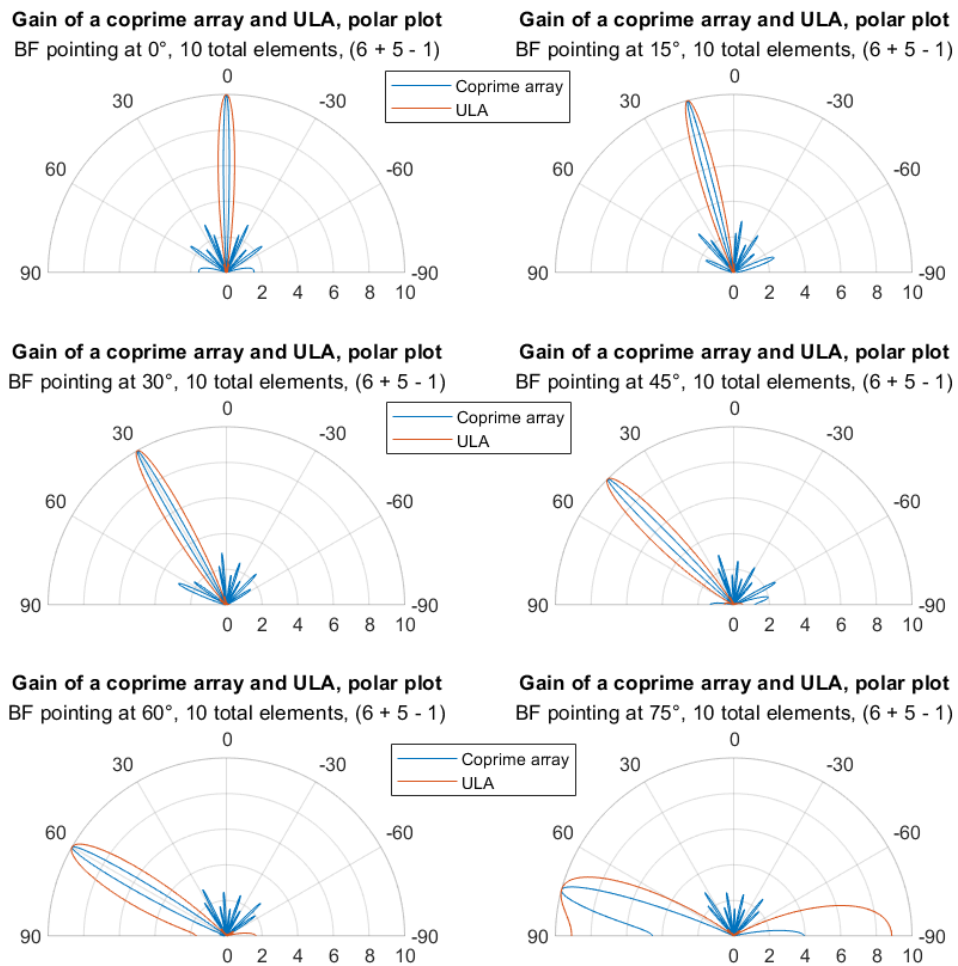 Gain of a coprime array and ULA, polar plot
BF pointing at 0°, 10 total elements, (6 + 5 - 1)
0
30
-30
60
-60
90
-90
0 2 4 6 8 10
Coprime array
ULA
Gain of a coprime array and ULA, polar plot
BF pointing at 15°, 10 total elements, (6 + 5 - 1)
0
30
-30
60
-60
90
-90
0 2 4 6 8 10
Gain of a coprime array and ULA, polar plot
BF pointing at 30°, 10 total elements, (6 + 5 - 1)
0
30
-30
60
-60
90
-90
0 2 4 6 8 10
Coprime array
ULA
Gain of a coprime array and ULA, polar plot
BF pointing at 45°, 10 total elements, (6 + 5 - 1)
0
30
-30
60
-60
90
-90
0 2 4 6 8 10
Gain of a coprime array and ULA, polar plot
BF pointing at 60°, 10 total elements, (6 + 5 - 1)
0
30
-30
60
-60
90
-90
0 2 4 6 8 10
Coprime array
ULA
Gain of a coprime array and ULA, polar plot
BF pointing at 75°, 10 total elements, (6 + 5 - 1)
0
30
-30
60
-60
90
-90
0 2 4 6 8 10